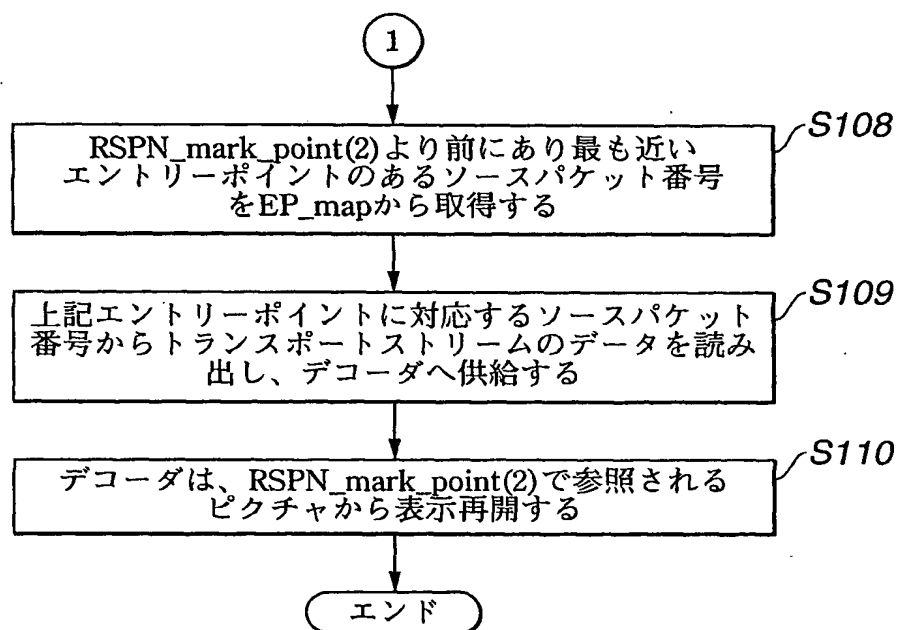 1
S108
RSPN_mark_point(2)より前にあり最も近い
エントリーポイントのあるソースパケット番号
をEP_mapから取得する
S109
上記エントリーポイントに対応するソースパケット
番号からトランスポートストリームのデータを読み
出し、デコーダへ供給する
S110
デコーダは、RSPN_mark_point(2)で参照される
ピクチャから表示再開する
エンド